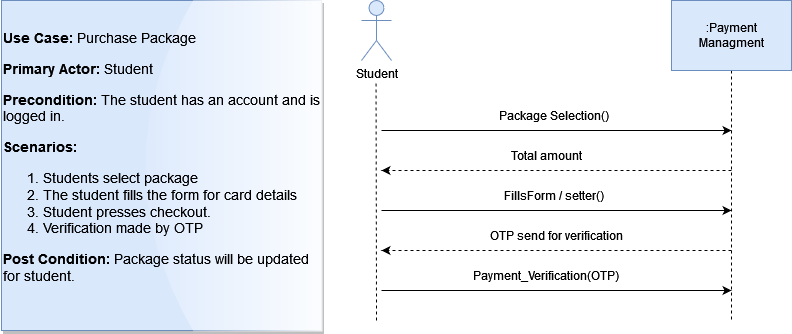 Use Case: Purchase Package
Primary Actor: Student
Precondition: The student has an account and is
logged in.
Scenarios:
1. Students select package
2. The student fills the form for card details
3. Student presses checkout.
4. Verification made by OTP
Post Condition: Package status will be updated
for student.
Student
:Payment
Managment
Package Selection()
Total amount
FillsForm / setter()
OTP send for verification
Payment_Verification(OTP)